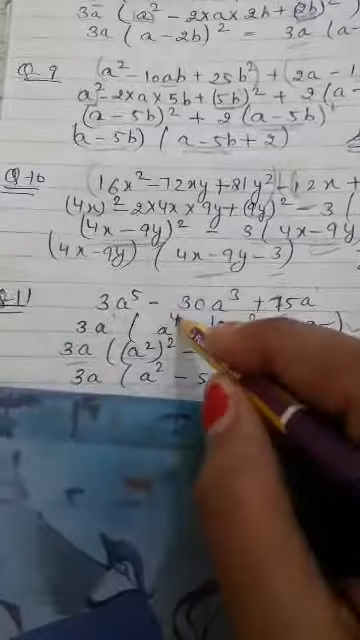 3a (a² - 2×a×2b + (2b)²
3a (a-2b)² = 3a (a-
Q-9 (a² - 10ab + 25b²) + (2a - 1
a² - 2×a×5b + (5b)² + 2(a-
(a-5b)² + 2(a-5b)
(a-5b) (a-5b+2)
Q-10 (16x² - 72xy + 81y²) - 12x +
(4x)² - 2×4x×9y + (9y)² - 3(
(4x-9y)² - 3(4x-9y
(4x-9y) (4x-9y-3)
3a⁵ - 30a³ + 75a
3a (a⁴
3a ((a²)² -
3a (a² - 5